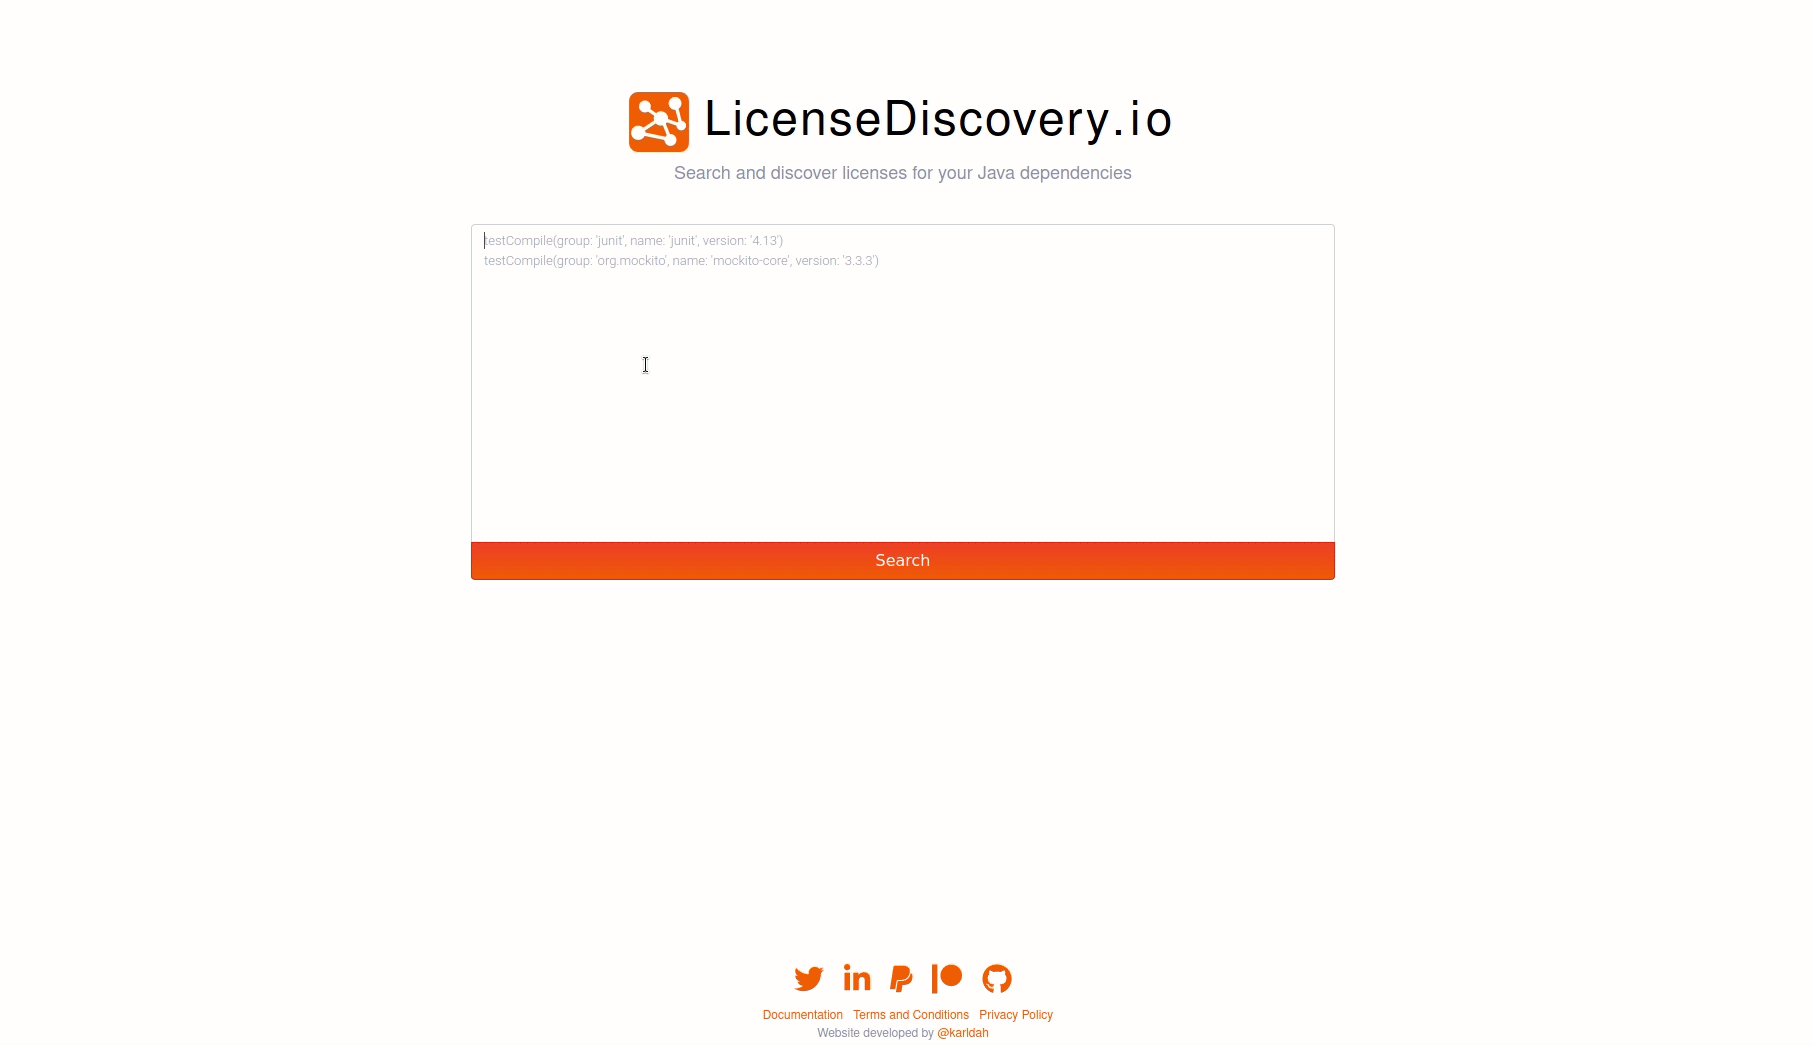 LicenseDiscovery.io
Search and discover licenses for your Java dependencies
testCompile(group: 'junit', name: 'junit', version: '4.13')
testCompile(group: 'org.mockito', name: 'mockito-core', version: '3.3.3')
Search
Documentation Terms and Conditions Privacy Policy
Website developed by @karldah